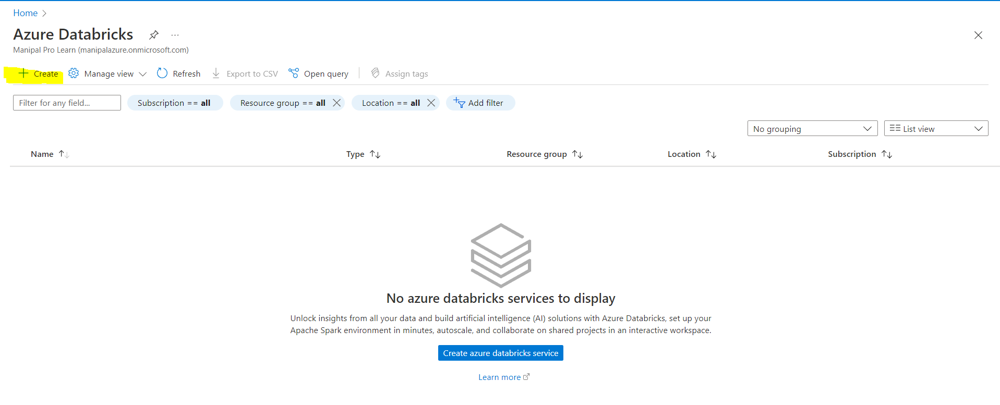 Home
Azure Databricks
Manipal Pro Learn (manipalazure.onmicrosoft.com)
Create Manage view Refresh Export to CSV Open query Assign tags
Filter for any field... Subscription == all Resource group == all Location == all Add filter
No grouping List view
Name Type Resource group Location Subscription
No azure databricks services to display
Unlock insights from all your data and build artificial intelligence (AI) solutions with Azure Databricks, set up your
Apache Spark environment in minutes, autoscale, and collaborate on shared projects in an interactive workspace.
Create azure databricks service
Learn more